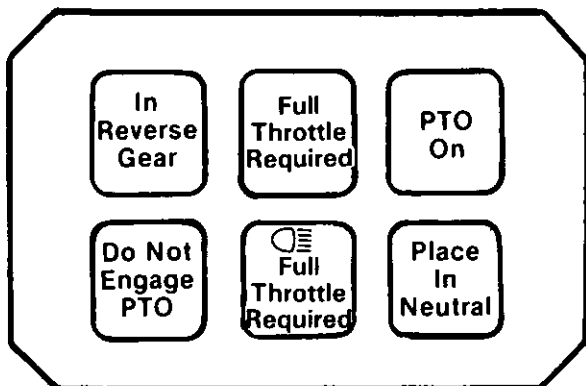 In
Reverse
Gear
Full
Throttle
Required
PTO
On
Do Not
Engage
PTO
Full
Throttle
Required
Place
In
Neutral